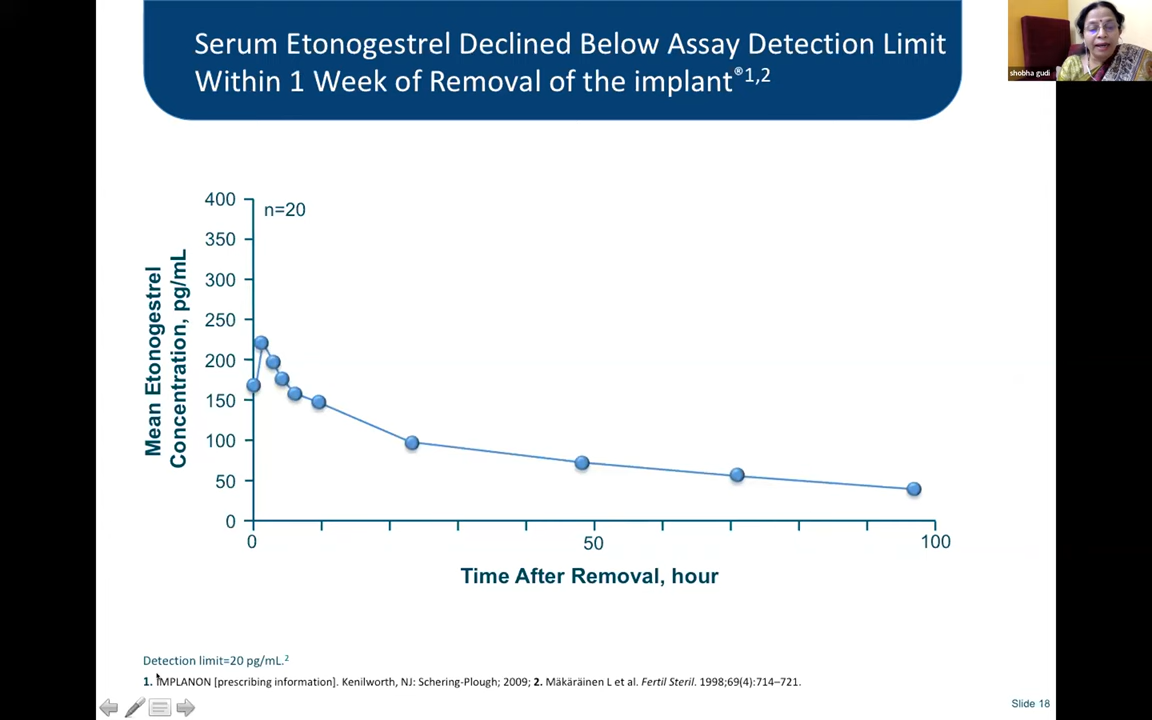 Serum Etonogestrel Declined Below Assay Detection Limit
Within 1 Week of Removal of the implant®1,2
shobha gudi
n=20
400
350
300
250
200
150
100
50
0
Mean Etonogestrel
Concentration, pg/mL
0
50
100
Time After Removal, hour
Detection limit=20 pg/mL.2
1. IMPLANON [prescribing information]. Kenilworth, NJ: Schering-Plough; 2009; 2. Mäkäräinen L et al. Fertil Steril. 1998;69(4):714–721.
Slide 18